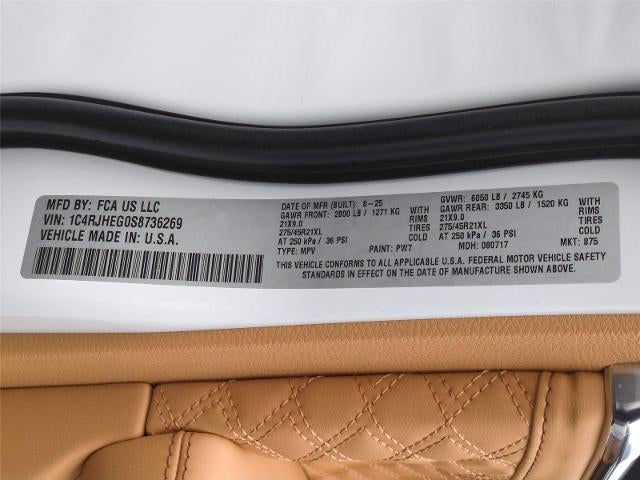 MFD BY: FCA US LLC
VIN: 1C4RJHEG0S8736269
VEHICLE MADE IN: U.S.A.
DATE OF MFR (BUILT): 8-25
GAWR FRONT: 2800 LB / 1271 KG
21X9.0 WITH
275/45R21XL TIRES
AT 250 kPa / 36 PSI COLD
TYPE: MPV PAINT: PW7
GVWR: 6050 LB / 2745 KG
GAWR REAR: 3350 LB / 1520 KG
21X9.0 WITH
275/45R21XL TIRES
AT 250 kPa / 36 PSI COLD
MDH: 080717 MKT: 875
THIS VEHICLE CONFORMS TO ALL APPLICABLE U.S.A. FEDERAL MOTOR VEHICLE SAFETY
STANDARDS IN EFFECT ON THE DATE OF MANUFACTURE SHOWN ABOVE.